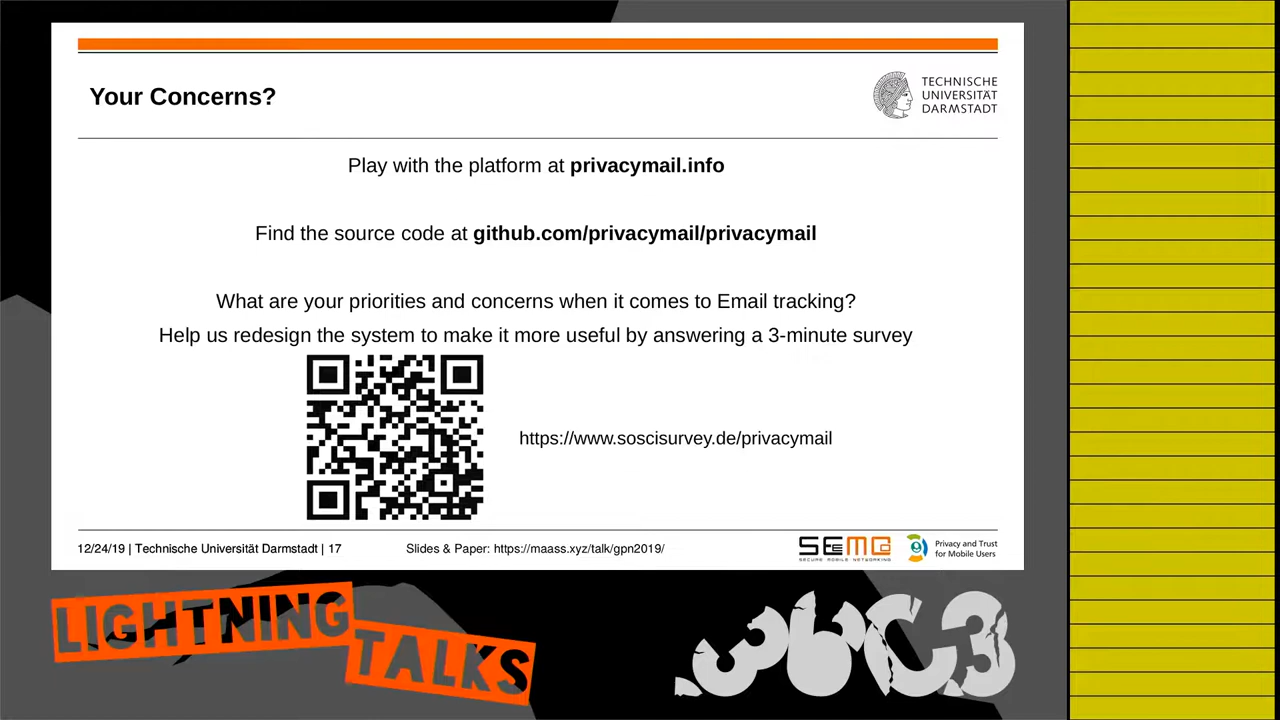 Your Concerns?
TECHNISCHE
UNIVERSITÄT
DARMSTADT
Play with the platform at privacymail.info
Find the source code at github.com/privacymail/privacymail
What are your priorities and concerns when it comes to Email tracking?
Help us redesign the system to make it more useful by answering a 3-minute survey
https://www.soscisurvey.de/privacymail
12/24/19 | Technische Universität Darmstadt | 17
Slides & Paper: https://maass.xyz/talk/gpn2019/
SEEMOO
SECURE MOBILE NETWORKING
Privacy and Trust
for Mobile Users
LIGHTNING
TALKS
36C3